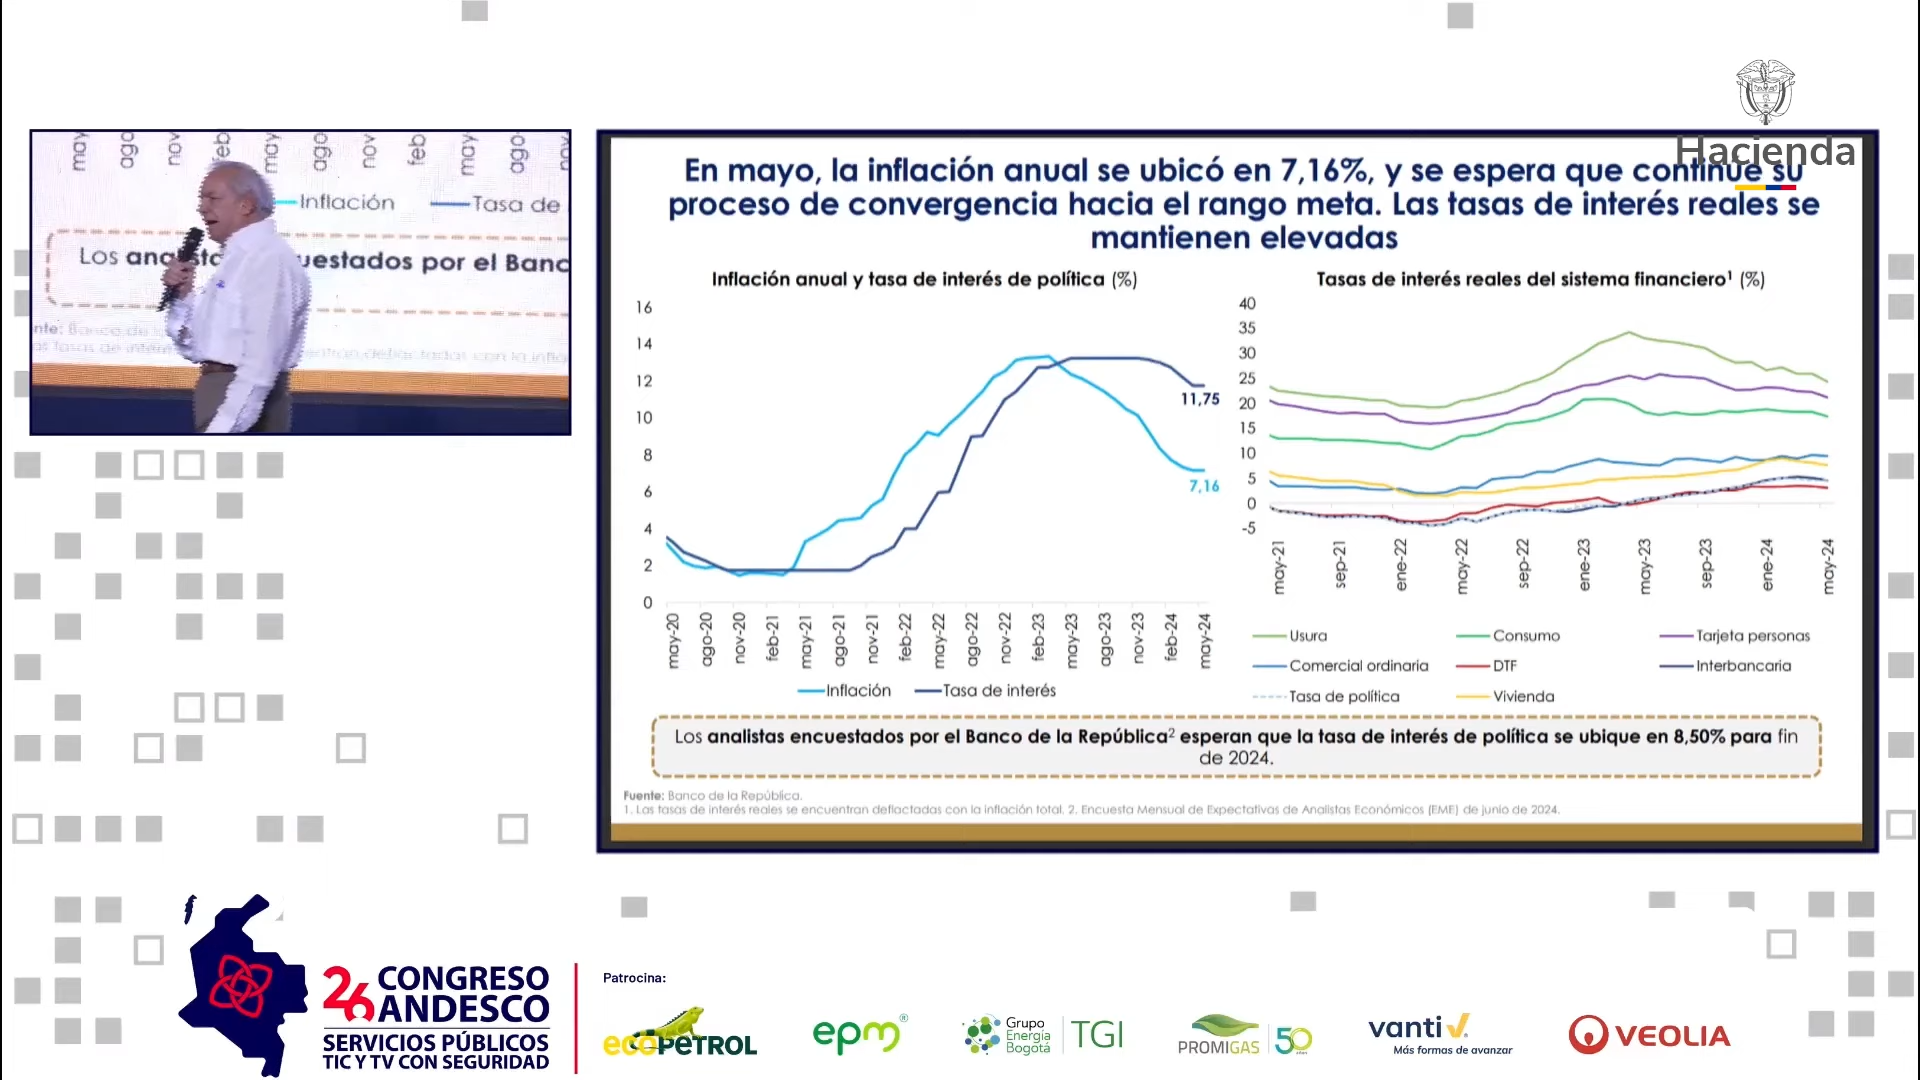 Hacienda
may
ago
nov
feb
may
ago
nov
feb
may
ago
Inflación
Tasa de
Los
uestados por el Banc
En mayo, la inflación anual se ubicó en 7,16%, y se espera que continúe su
proceso de convergencia hacia el rango meta. Las tasas de interés reales se
mantienen elevadas
Inflación anual y tasa de interés de política (%)
16
14
12
10
8
6
4
2
0
11,75
7,16
may-20
ago-20
nov-20
feb-21
may-21
ago-21
nov-21
feb-22
may-22
ago-22
nov-22
feb-23
may-23
ago-23
nov-23
feb-24
may-24
Inflación
Tasa de interés
Tasas de interés reales del sistema financiero¹ (%)
40
35
30
25
20
15
10
5
0
-5
may-21
sep-21
ene-22
may-22
sep-22
ene-23
may-23
sep-23
ene-24
may-24
Usura
Consumo
Tarjeta personas
Comercial ordinaria
DTF
Interbancaria
Tasa de política
Vivienda
Los analistas encuestados por el Banco de la República² esperan que la tasa de interés de política se ubique en 8,50% para fin
de 2024.
Fuente: Banco de la República.
1. Las tasas de interés reales se encuentran deflactadas con la inflación total. 2. Encuesta Mensual de Expectativas de Analistas Económicos (EME) de junio de 2024.
26 CONGRESO
ANDESCO
SERVICIOS PÚBLICOS
TIC Y TV CON SEGURIDAD
Patrocina:
ecoPETROL
epm®
Grupo
Energía
Bogotá
TGI
PROMIGAS
50
vanti
Más formas de avanzar
VEOLIA